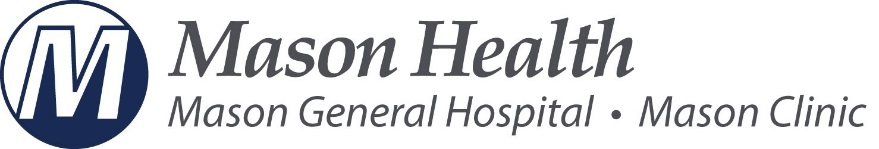 M
Mason Health
Mason General Hospital • Mason Clinic